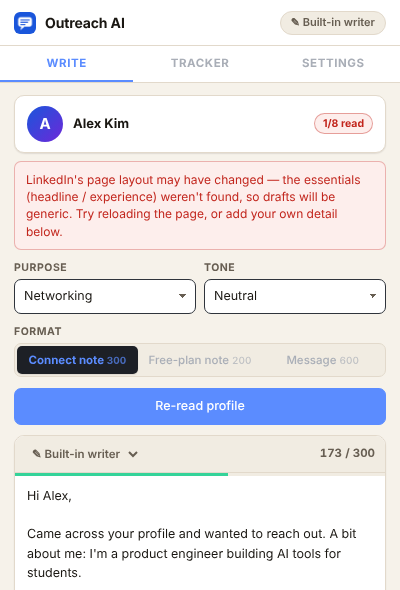 Outreach AI
✎ Built-in writer
WRITE
TRACKER
SETTINGS
A
Alex Kim
1/8 read
LinkedIn's page layout may have changed — the essentials
(headline / experience) weren't found, so drafts will be
generic. Try reloading the page, or add your own detail
below.
PURPOSE
TONE
Networking
Neutral
FORMAT
Connect note 300
Free-plan note 200
Message 600
Re-read profile
✎ Built-in writer
173 / 300
Hi Alex,
Came across your profile and wanted to reach out. A bit
about me: I'm a product engineer building AI tools for
students.